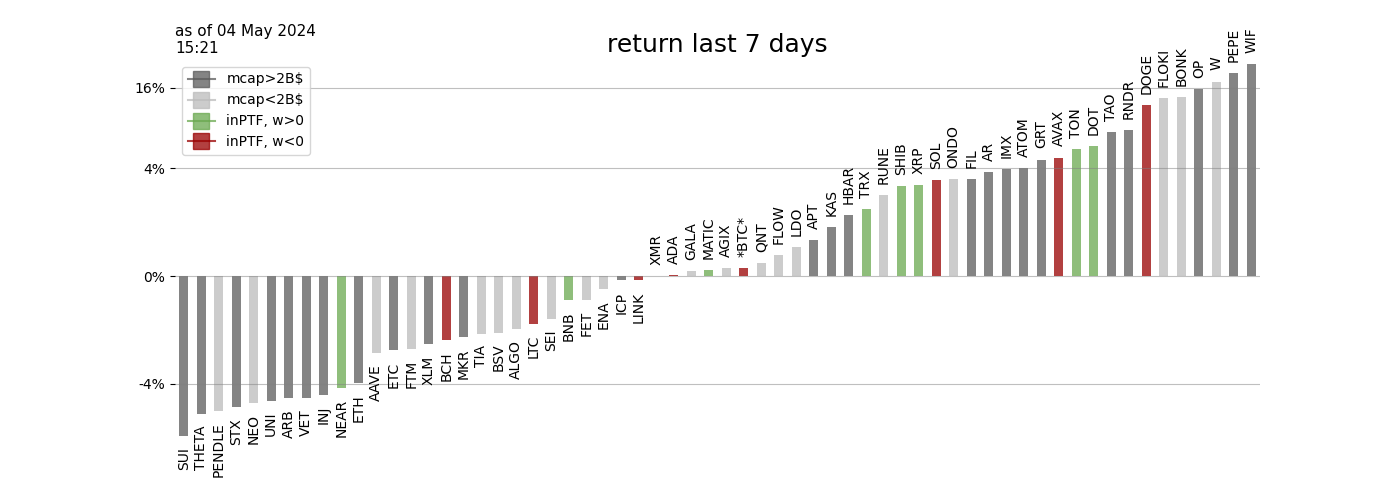 as of 04 May 2024
15:21
return last 7 days
mcap>2B$
mcap<2B$
inPTF, w>0
inPTF, w<0
16%
4%
0%
-4%
SUI
THETA
PENDLE
STX
NEO
UNI
ARB
VET
INJ
NEAR
ETH
AAVE
ETC
FTM
XLM
BCH
MKR
TIA
BSV
ALGO
LTC
SEI
BNB
FET
ENA
ICP
LINK
XMR
ADA
GALA
MATIC
AGIX
*BTC*
QNT
FLOW
LDO
APT
KAS
HBAR
TRX
RUNE
SHIB
XRP
SOL
ONDO
FIL
AR
IMX
ATOM
GRT
AVAX
TON
DOT
TAO
RNDR
DOGE
FLOKI
BONK
OP
W
PEPE
WIF